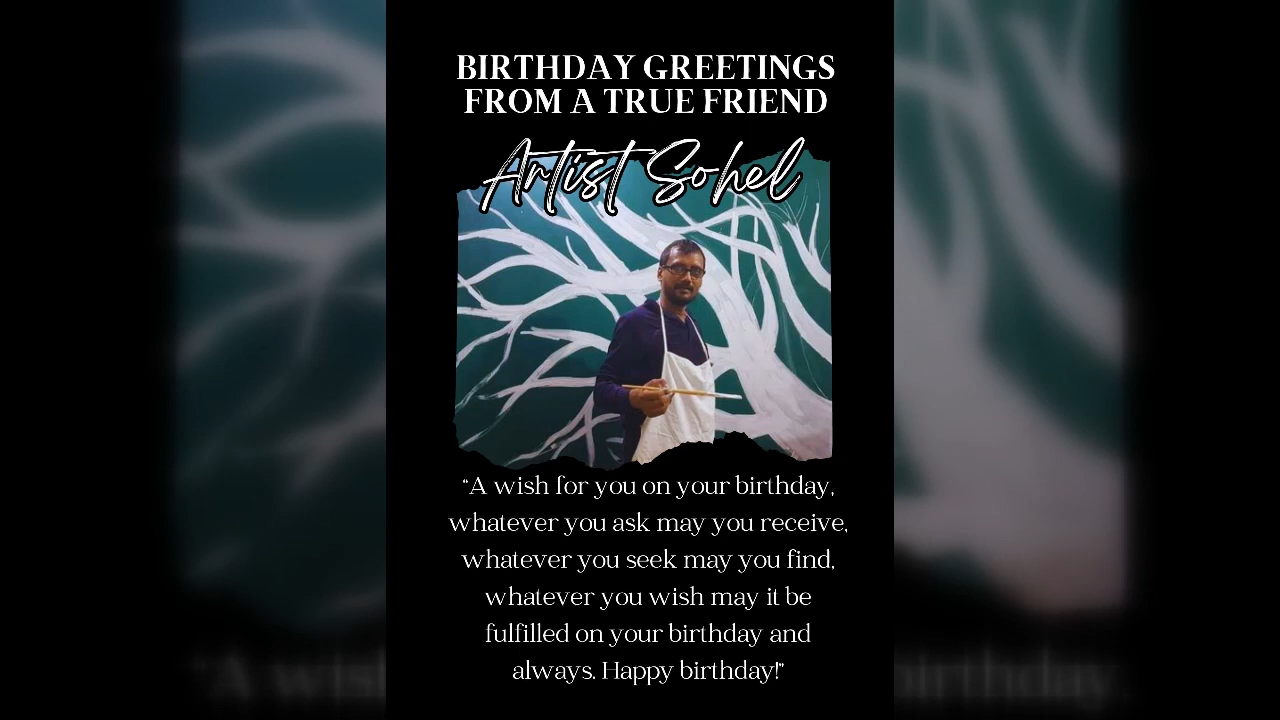 BIRTHDAY GREETINGS
FROM A TRUE FRIEND
Artist Sohel
“A wish for you on your birthday,
whatever you ask may you receive,
whatever you seek may you find,
whatever you wish may it be
fulfilled on your birthday and
always. Happy birthday!”